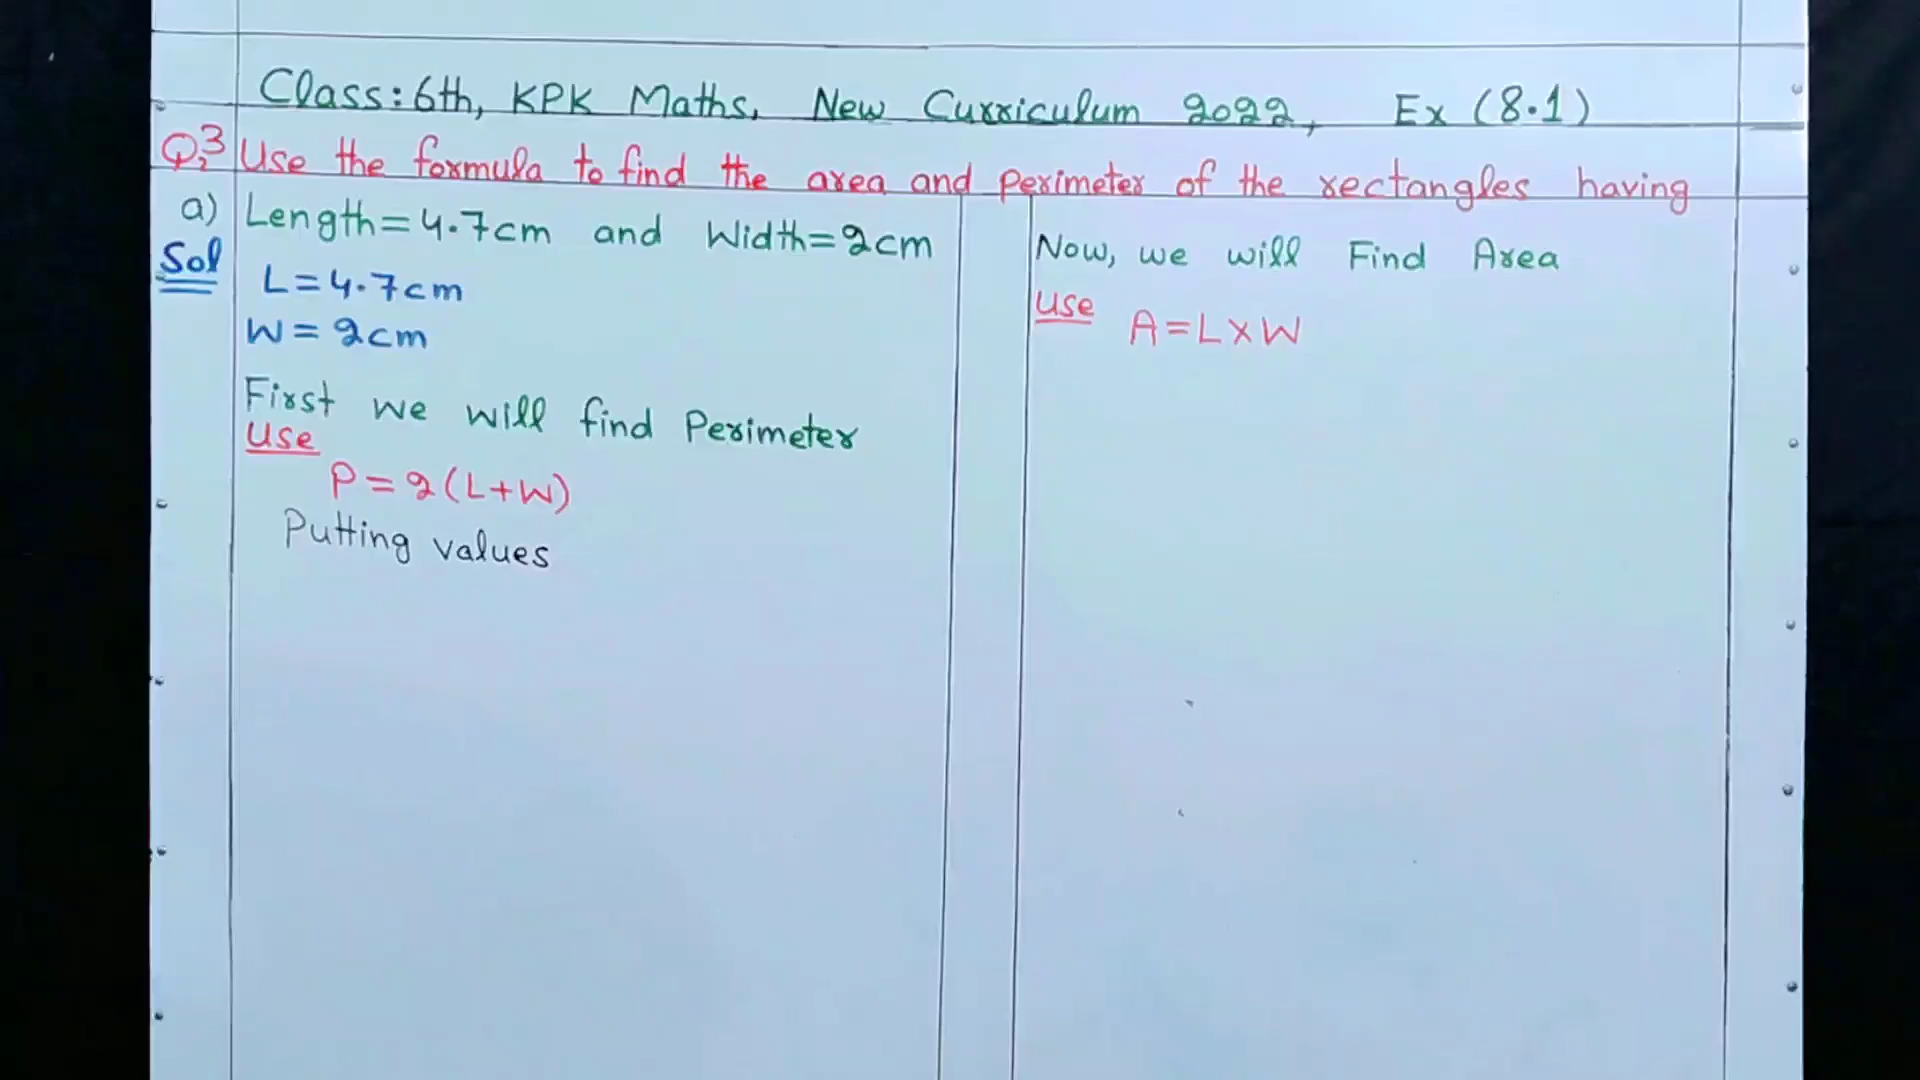 Class: 6th, KPK Maths, New Curriculum 2022, Ex (8.1)
Q3 Use the formula to find the area and perimeter of the rectangles having
a) Length=4.7cm and Width=2cm
Sol
L=4.7cm
W=2cm
First we will find Perimeter
Use
P=2(L+W)
Putting values
Now, we will Find Area
Use
A=L×W